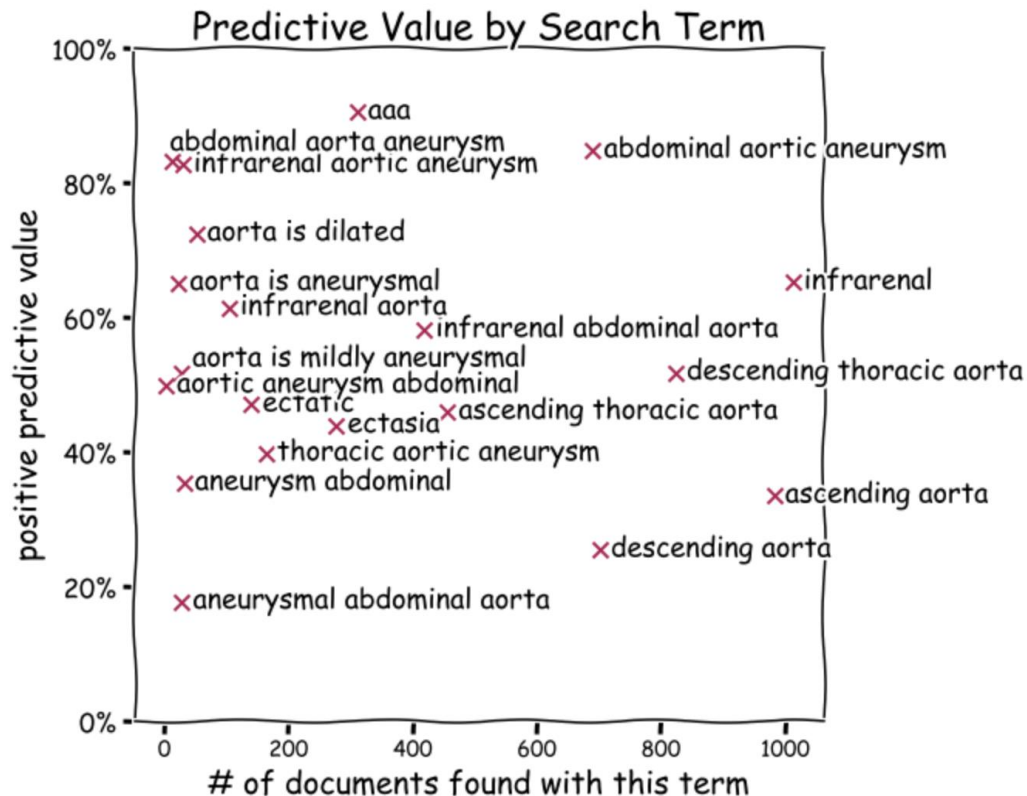 Predictive Value by Search Term
positive predictive value
100%
80%
60%
40%
20%
0%
aaa
abdominal aorta aneurysm
abdominal aortic aneurysm
infrarenal aortic aneurysm
aorta is dilated
aorta is aneurysmal
infrarenal
infrarenal aorta
infrarenal abdominal aorta
aorta is mildly aneurysmal
descending thoracic aorta
aortic aneurysm abdominal
ectatic
ascending thoracic aorta
ectasia
thoracic aortic aneurysm
aneurysm abdominal
ascending aorta
descending aorta
aneurysmal abdominal aorta
0 200 400 600 800 1000
# of documents found with this term